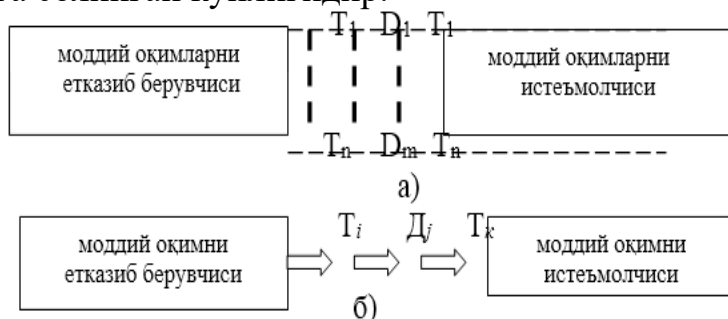 моддий оқимларни
етказиб берувчиси
T1 D1 T1
моддий оқимларни
истеъмолчиси
Tn Dm Tn
а)
моддий оқимни
етказиб берувчиси
Ti Дj Tk
моддий оқимни
истеъмолчиси
б)